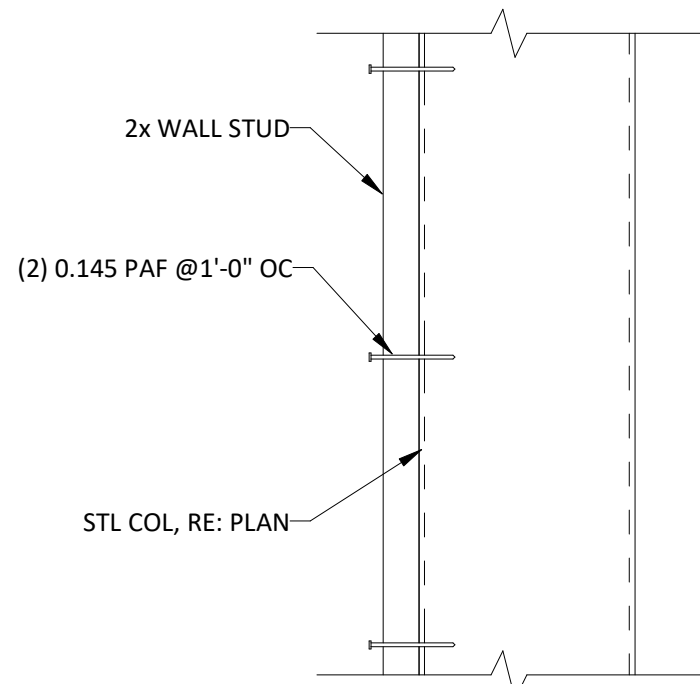 2x WALL STUD
(2) 0.145 PAF @1'-0" OC
STL COL, RE: PLAN